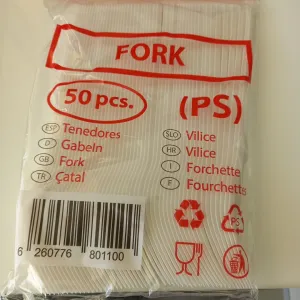 FORK
50 pcs.
(PS)
ESP Tenedores
D Gabeln
GB Fork
TR Çatal
SLO Vilice
HR Vilice
I Forchette
F Fourchettes
PS
6 260776 801100